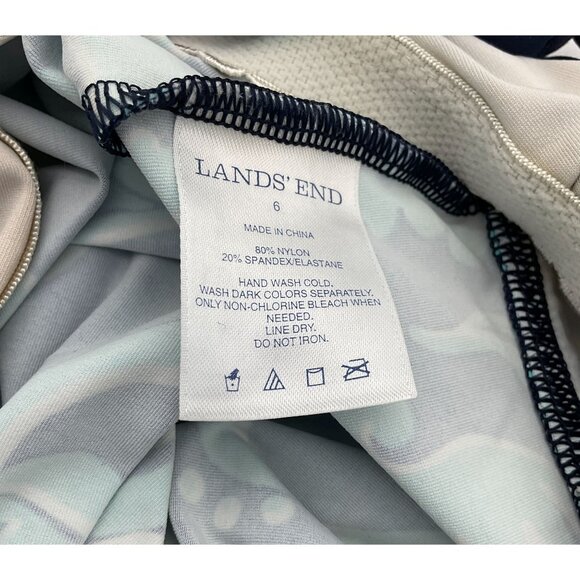 LANDS' END
6
MADE IN CHINA
80% NYLON
20% SPANDEX/ELASTANE
HAND WASH COLD.
WASH DARK COLORS SEPARATELY.
ONLY NON-CHLORINE BLEACH WHEN
NEEDED.
LINE DRY.
DO NOT IRON.